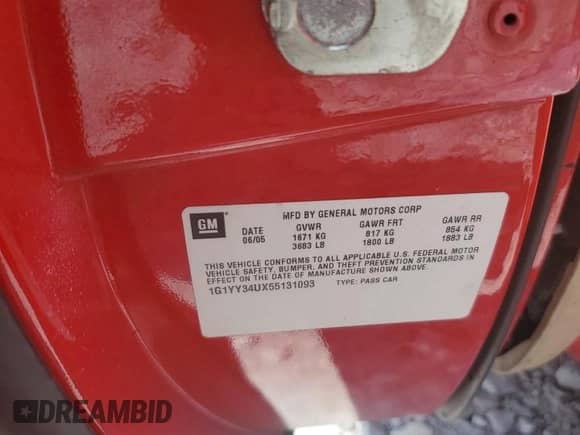 GM
MFD BY GENERAL MOTORS CORP
DATE GVWR GAWR FRT GAWR RR
06/05 1671 KG 817 KG 854 KG
3683 LB 1800 LB 1883 LB
THIS VEHICLE CONFORMS TO ALL APPLICABLE U.S. FEDERAL MOTOR
VEHICLE SAFETY, BUMPER, AND THEFT PREVENTION STANDARDS IN
EFFECT ON THE DATE OF MANUFACTURE SHOWN ABOVE.
1G1YY34UX55131093 TYPE: PASS CAR
DREAMBID